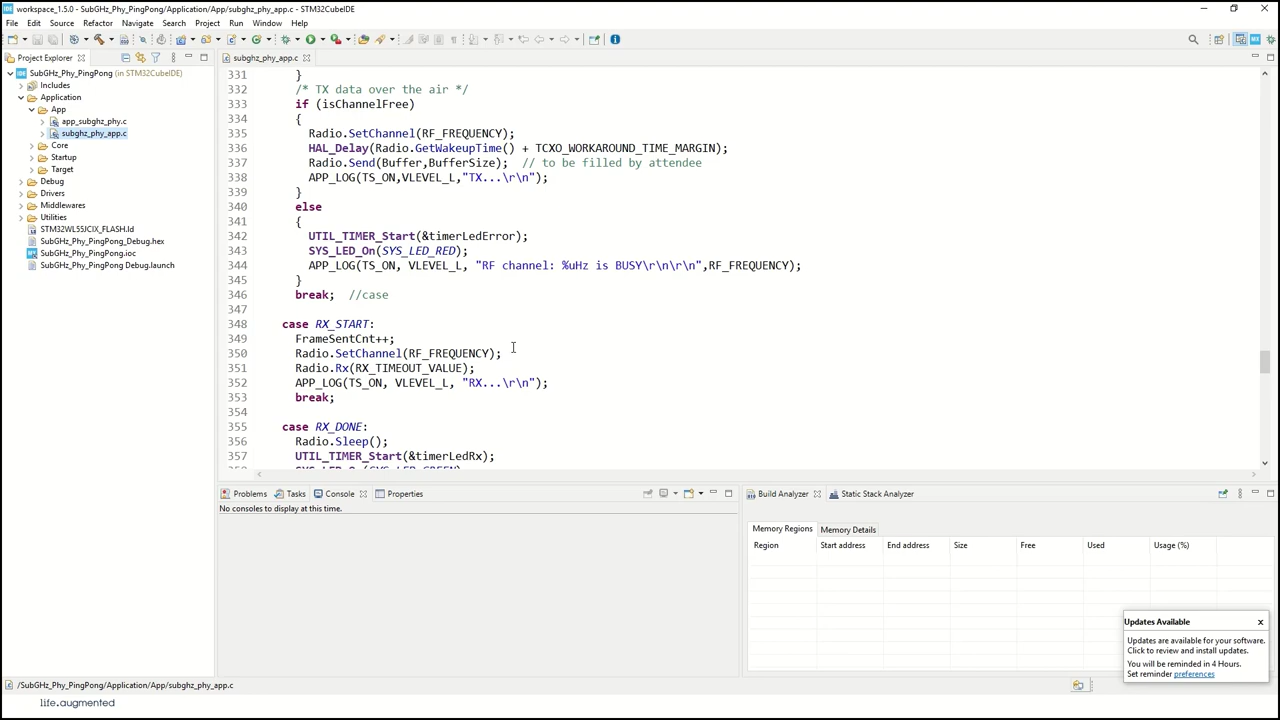 workspace_1.5.0 - SubGHz_Phy_PingPong/Application/App/subghz_phy_app.c - STM32CubeIDE
File Edit Source Refactor Navigate Search Project Run Window Help
Project Explorer
subghz_phy_app.c
SubGHz_Phy_PingPong (in STM32CubeIDE)
Includes
Application
App
app_subghz_phy.c
subghz_phy_app.c
Core
Startup
Target
Debug
Drivers
Middlewares
Utilities
STM32WL55JCIX_FLASH.ld
SubGHz_Phy_PingPong_Debug.hex
SubGHz_Phy_PingPong.ioc
SubGHz_Phy_PingPong Debug.launch
331 }
332 /* TX data over the air */
333 if (isChannelFree)
334 {
335 Radio.SetChannel(RF_FREQUENCY);
336 HAL_Delay(Radio.GetWakeupTime() + TCXO_WORKAROUND_TIME_MARGIN);
337 Radio.Send(Buffer,BufferSize); // to be filled by attendee
338 APP_LOG(TS_ON,VLEVEL_L,"TX...\r\n");
339 }
340 else
341 {
342 UTIL_TIMER_Start(&timerLedError);
343 SYS_LED_On(SYS_LED_RED);
344 APP_LOG(TS_ON, VLEVEL_L, "RF channel: %uHz is BUSY\r\n\r\n",RF_FREQUENCY);
345 }
346 break; //case
347
348 case RX_START:
349 FrameSentCnt++;
350 Radio.SetChannel(RF_FREQUENCY);
351 Radio.Rx(RX_TIMEOUT_VALUE);
352 APP_LOG(TS_ON, VLEVEL_L, "RX...\r\n");
353 break;
354
355 case RX_DONE:
356 Radio.Sleep();
357 UTIL_TIMER_Start(&timerLedRx);
Problems Tasks Console Properties
No consoles to display at this time.
Build Analyzer Static Stack Analyzer
Memory Regions Memory Details
Region Start address End address Size Free Used Usage (%)
Updates Available x
Updates are available for your software.
Click to review and install updates.
You will be reminded in 4 Hours.
Set reminder preferences
/SubGHz_Phy_PingPong/Application/App/subghz_phy_app.c
life.augmented